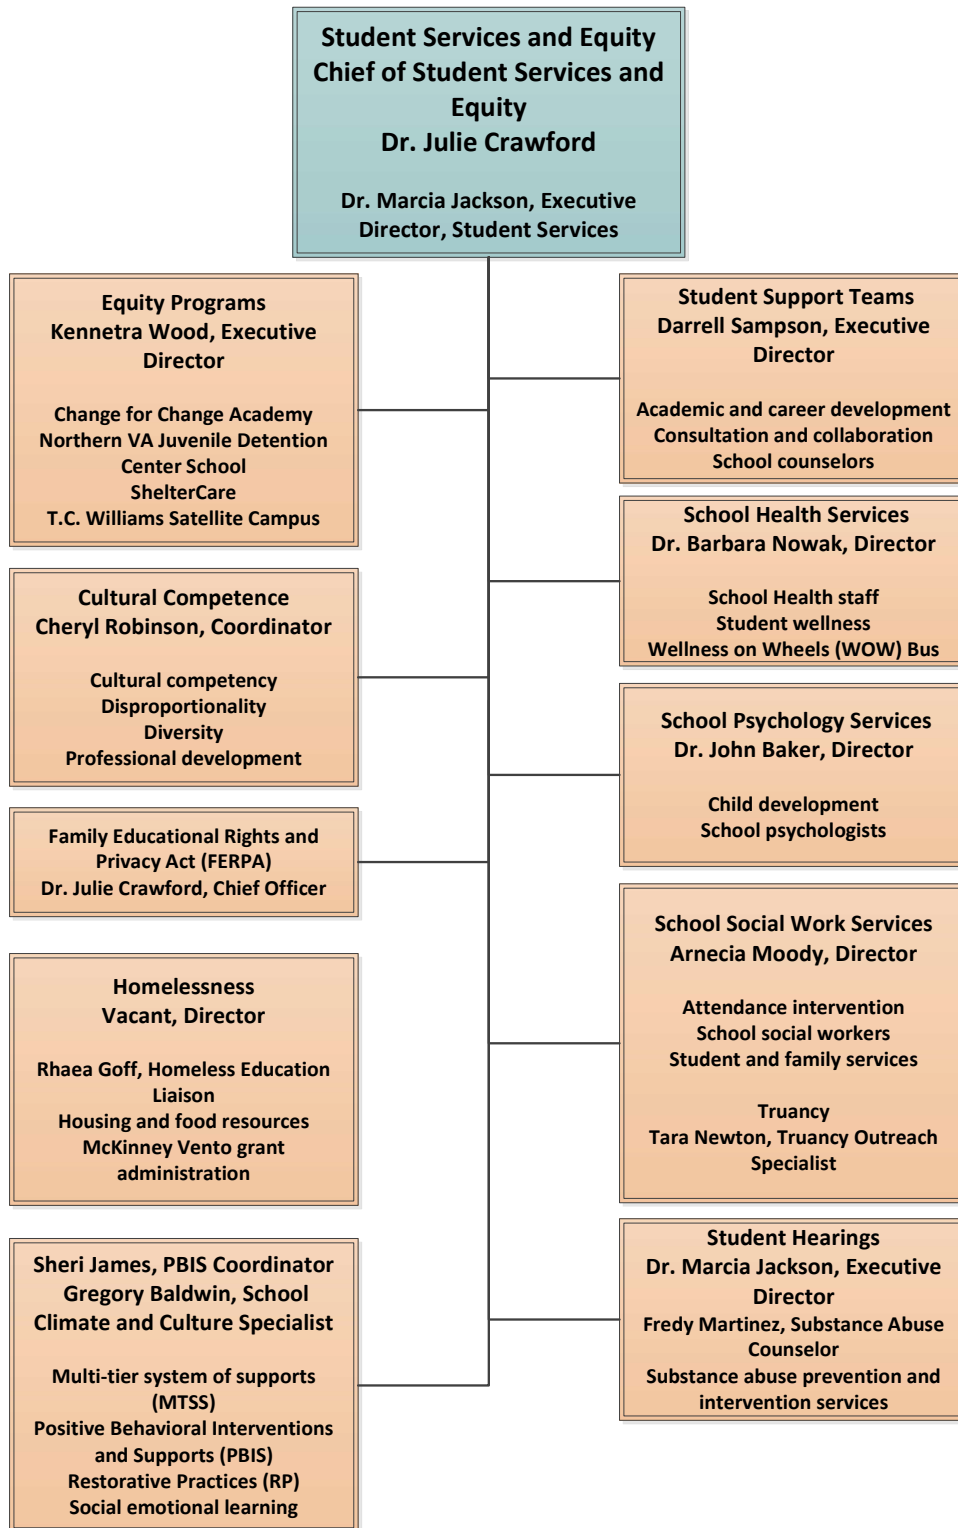 Student Services and Equity
Chief of Student Services and
Equity
Dr. Julie Crawford
Dr. Marcia Jackson, Executive
Director, Student Services
Equity Programs
Kennetra Wood, Executive
Director
Change for Change Academy
Northern VA Juvenile Detention
Center School
ShelterCare
T.C. Williams Satellite Campus
Cultural Competence
Cheryl Robinson, Coordinator
Cultural competency
Disproportionality
Diversity
Professional development
Family Educational Rights and
Privacy Act (FERPA)
Dr. Julie Crawford, Chief Officer
Homelessness
Vacant, Director
Rhaea Goff, Homeless Education
Liaison
Housing and food resources
McKinney Vento grant
administration
Sheri James, PBIS Coordinator
Gregory Baldwin, School
Climate and Culture Specialist
Multi-tier system of supports
(MTSS)
Positive Behavioral Interventions
and Supports (PBIS)
Restorative Practices (RP)
Social emotional learning
Student Support Teams
Darrell Sampson, Executive
Director
Academic and career development
Consultation and collaboration
School counselors
School Health Services
Dr. Barbara Nowak, Director
School Health staff
Student wellness
Wellness on Wheels (WOW) Bus
School Psychology Services
Dr. John Baker, Director
Child development
School psychologists
School Social Work Services
Arnecia Moody, Director
Attendance intervention
School social workers
Student and family services
Truancy
Tara Newton, Truancy Outreach
Specialist
Student Hearings
Dr. Marcia Jackson, Executive
Director
Fredy Martinez, Substance Abuse
Counselor
Substance abuse prevention and
intervention services